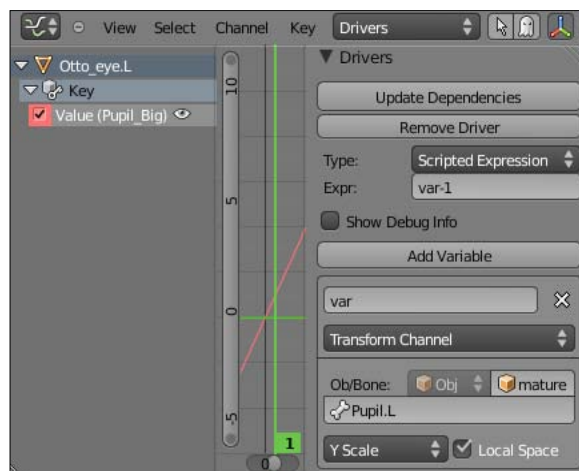 View Select Channel Key Drivers
Otto_eye.L
Key
Value (Pupil_Big)
10
5
0
-5
0
1
Drivers
Update Dependencies
Remove Driver
Type: Scripted Expression
Expr: var-1
Show Debug Info
Add Variable
var
Transform Channel
Ob/Bone: Obj mature
Pupil.L
Y Scale Local Space